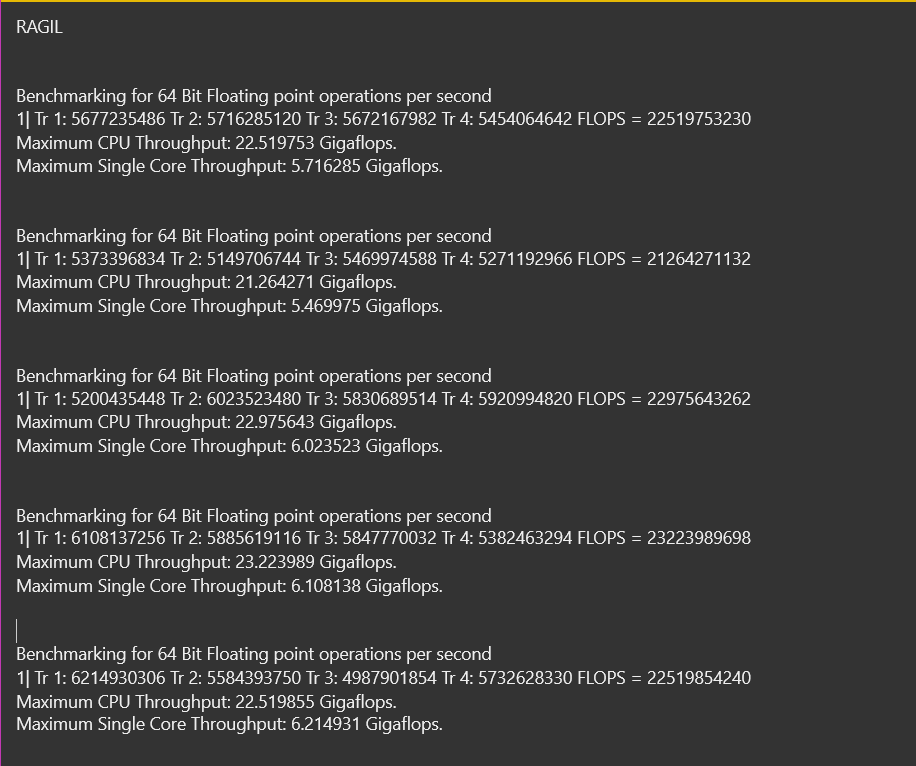 RAGIL
Benchmarking for 64 Bit Floating point operations per second
1| Tr 1: 5677235486 Tr 2: 5716285120 Tr 3: 5672167982 Tr 4: 5454064642 FLOPS = 22519753230
Maximum CPU Throughput: 22.519753 Gigaflops.
Maximum Single Core Throughput: 5.716285 Gigaflops.
Benchmarking for 64 Bit Floating point operations per second
1| Tr 1: 5373396834 Tr 2: 5149706744 Tr 3: 5469974588 Tr 4: 5271192966 FLOPS = 21264271132
Maximum CPU Throughput: 21.264271 Gigaflops.
Maximum Single Core Throughput: 5.469975 Gigaflops.
Benchmarking for 64 Bit Floating point operations per second
1| Tr 1: 5200435448 Tr 2: 6023523480 Tr 3: 5830689514 Tr 4: 5920994820 FLOPS = 22975643262
Maximum CPU Throughput: 22.975643 Gigaflops.
Maximum Single Core Throughput: 6.023523 Gigaflops.
Benchmarking for 64 Bit Floating point operations per second
1| Tr 1: 6108137256 Tr 2: 5885619116 Tr 3: 5847770032 Tr 4: 5382463294 FLOPS = 23223989698
Maximum CPU Throughput: 23.223989 Gigaflops.
Maximum Single Core Throughput: 6.108138 Gigaflops.
Benchmarking for 64 Bit Floating point operations per second
1| Tr 1: 6214930306 Tr 2: 5584393750 Tr 3: 4987901854 Tr 4: 5732628330 FLOPS = 22519854240
Maximum CPU Throughput: 22.519855 Gigaflops.
Maximum Single Core Throughput: 6.214931 Gigaflops.